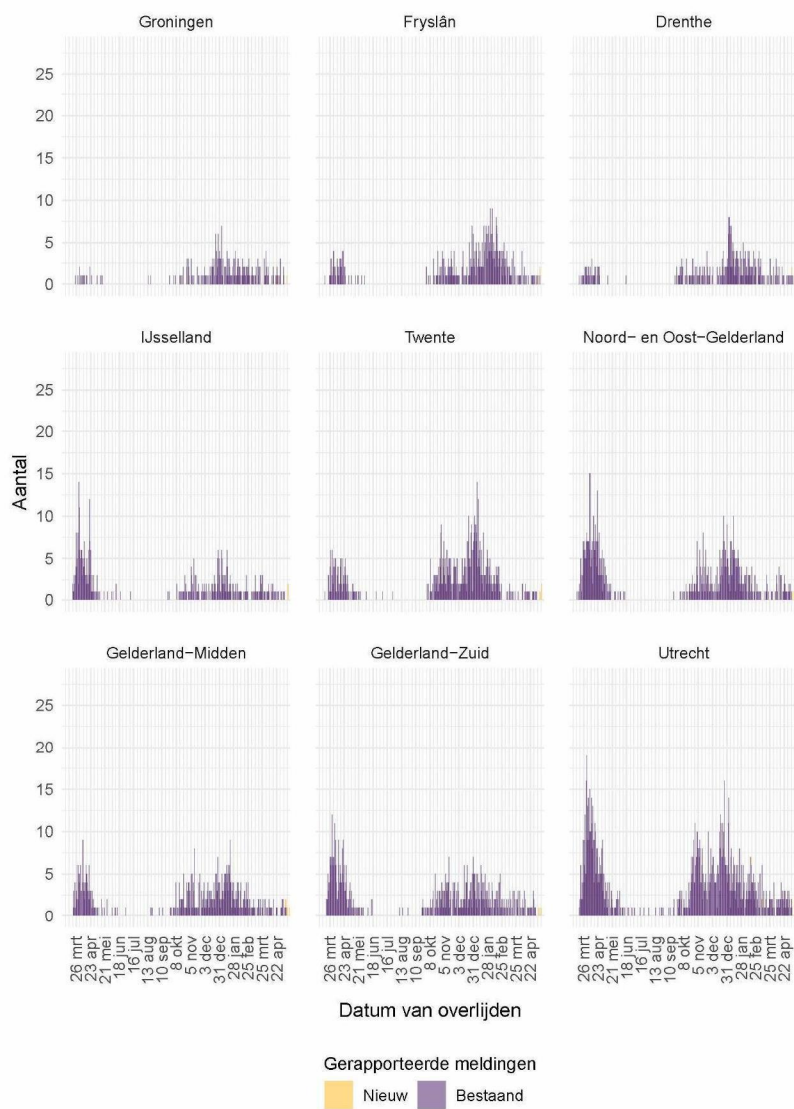 Groningen
Fryslân
Drenthe
25
20
15
10
5
0
IJsselland
Twente
Noord- en Oost-Gelderland
25
20
15
10
5
0
Aantal
Gelderland-Midden
Gelderland-Zuid
Utrecht
25
20
15
10
5
0
26 mrt
23 apr
21 mei
18 jun
16 jul
13 aug
10 sep
8 okt
5 nov
3 dec
31 dec
28 jan
25 feb
25 mrt
22 apr
26 mrt
23 apr
21 mei
18 jun
16 jul
13 aug
10 sep
8 okt
5 nov
3 dec
31 dec
28 jan
25 feb
25 mrt
22 apr
26 mrt
23 apr
21 mei
18 jun
16 jul
13 aug
10 sep
8 okt
5 nov
3 dec
31 dec
28 jan
25 feb
25 mrt
22 apr
Datum van overlijden
Gerapporteerde meldingen
Nieuw
Bestaand